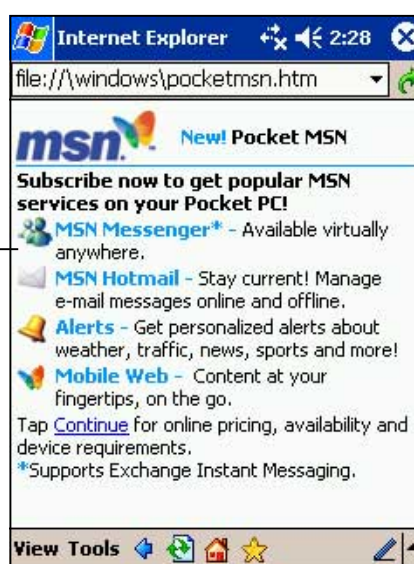 Internet Explorer 2:28
file://\windows\pocketmsn.htm
msn New! Pocket MSN
Subscribe now to get popular MSN
services on your Pocket PC!
MSN Messenger* - Available virtually
anywhere.
MSN Hotmail - Stay current! Manage
e-mail messages online and offline.
Alerts - Get personalized alerts about
weather, traffic, news, sports and more!
Mobile Web - Content at your
fingertips, on the go.
Tap Continue for online pricing, availability and
device requirements.
*Supports Exchange Instant Messaging.
View Tools